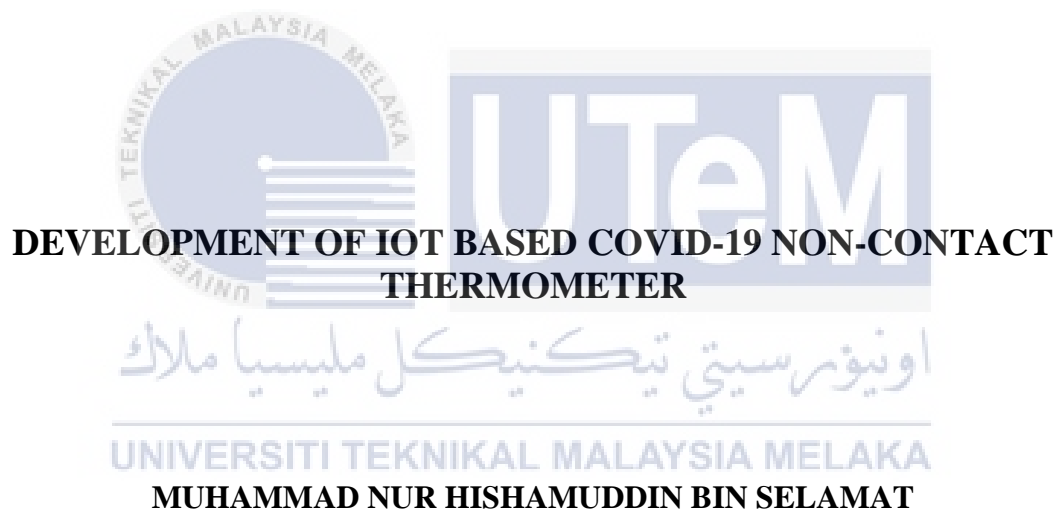 UNIVERSITI TEKNIKAL MALAYSIA MELAKA
UTeM
DEVELOPMENT OF IOT BASED COVID-19 NON-CONTACT
THERMOMETER
اونيۏرسيتي تيكنيكل مليسيا ملاك
UNIVERSITI TEKNIKAL MALAYSIA MELAKA
MUHAMMAD NUR HISHAMUDDIN BIN SELAMAT